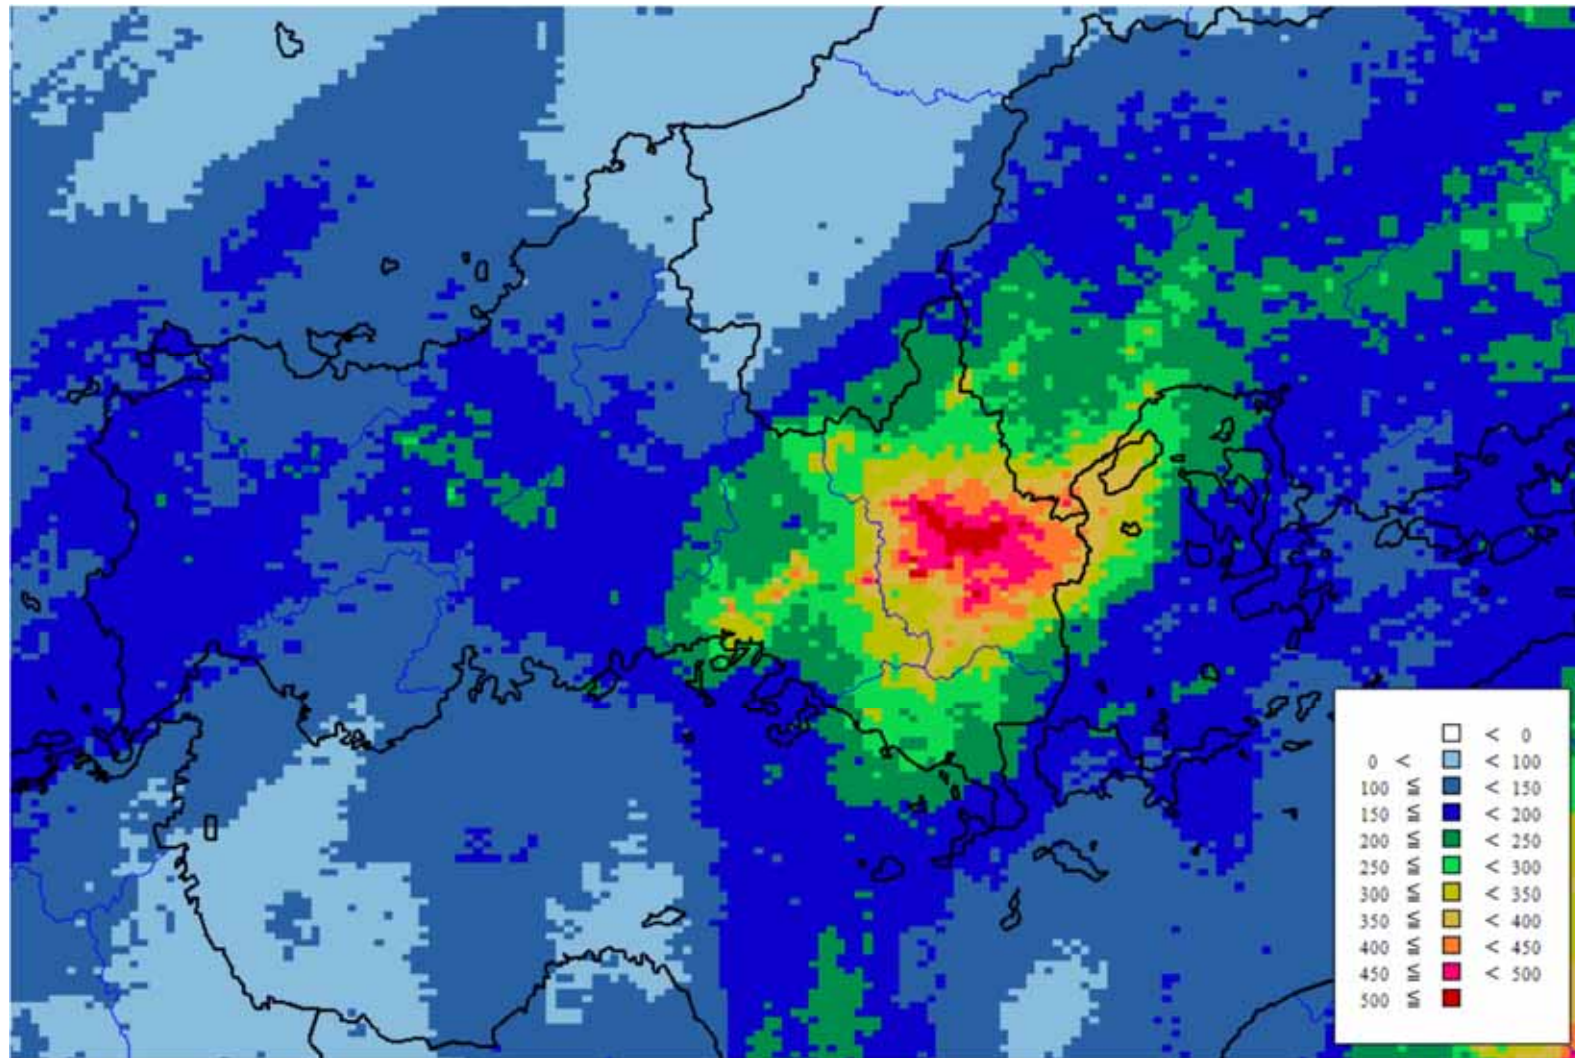 < 0
0 < < 100
100 ≦ < 150
150 ≦ < 200
200 ≦ < 250
250 ≦ < 300
300 ≦ < 350
350 ≦ < 400
400 ≦ < 450
450 ≦ < 500
500 ≦